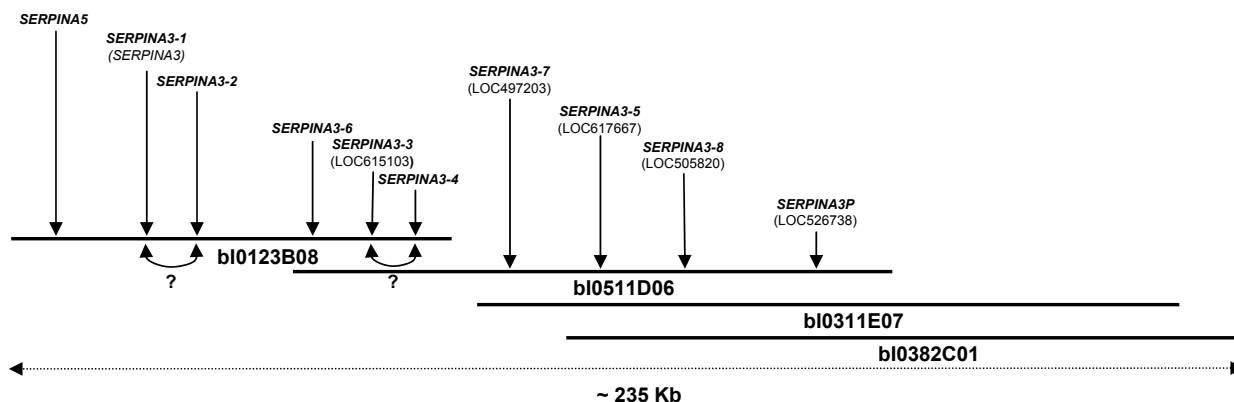 SERPINA5
SERPINA3-1
(SERPINA3)
SERPINA3-2
SERPINA3-6
SERPINA3-3
(LOC615103)
SERPINA3-4
SERPINA3-7
(LOC497203)
SERPINA3-5
(LOC617667)
SERPINA3-8
(LOC505820)
SERPINA3P
(LOC526738)
bI0123B08
?
?
bI0511D06
bI0311E07
bI0382C01
~ 235 Kb